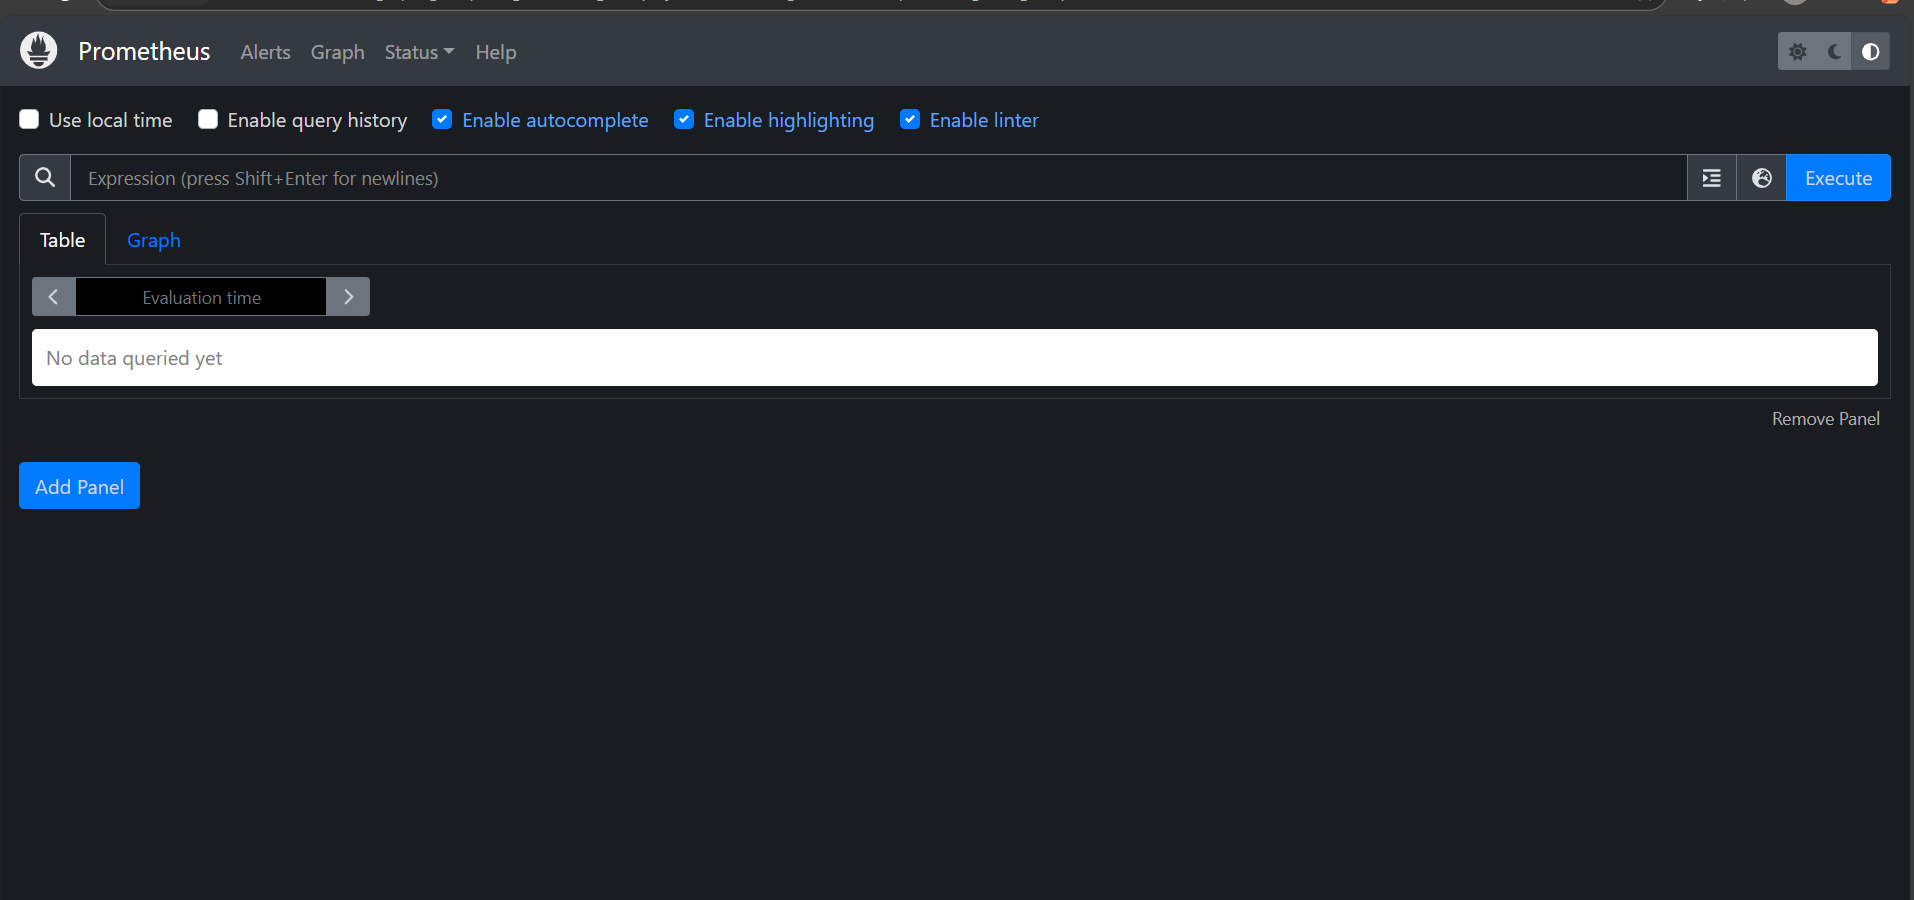 Prometheus Alerts Graph Status Help
Use local time Enable query history Enable autocomplete Enable highlighting Enable linter
Expression (press Shift+Enter for newlines) Execute
Table Graph
Evaluation time
No data queried yet
Remove Panel
Add Panel